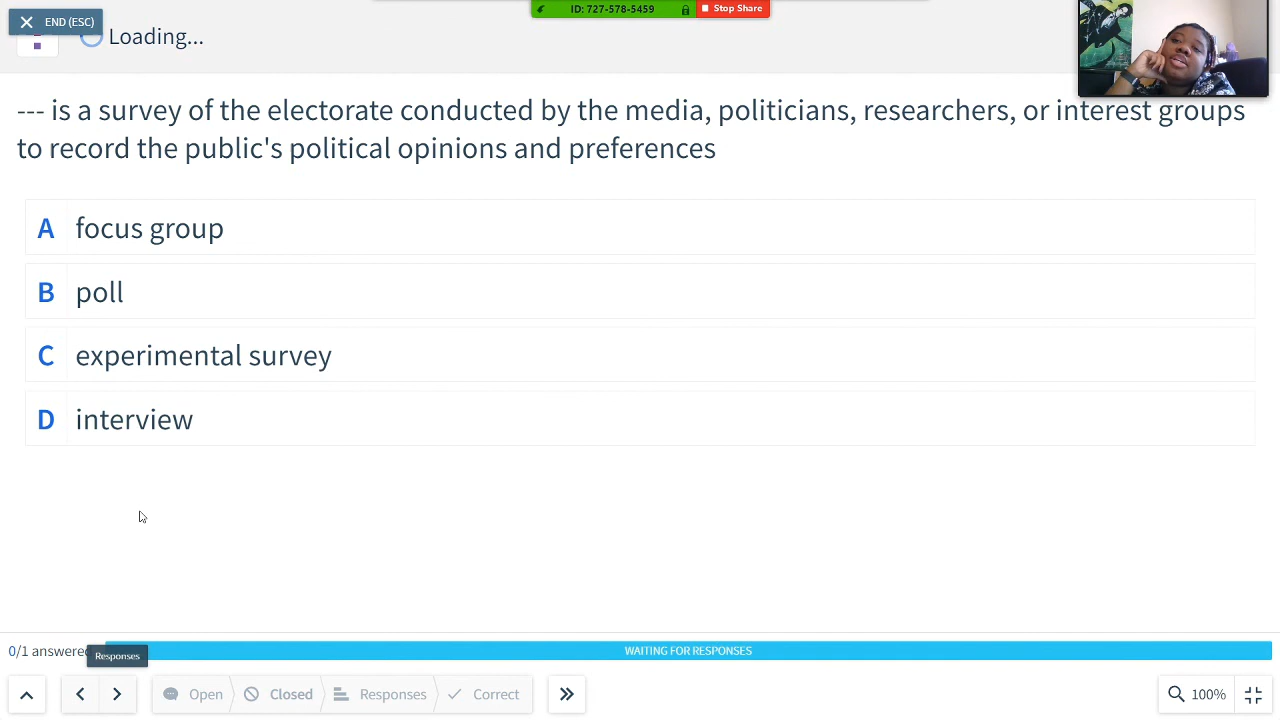 END (ESC)
ID: 727-578-5459
Stop Share
Loading...
--- is a survey of the electorate conducted by the media, politicians, researchers, or interest groups
to record the public's political opinions and preferences
A focus group
B poll
C experimental survey
D interview
0/1 answered
WAITING FOR RESPONSES
Responses
Open
Closed
Responses
Correct
100%